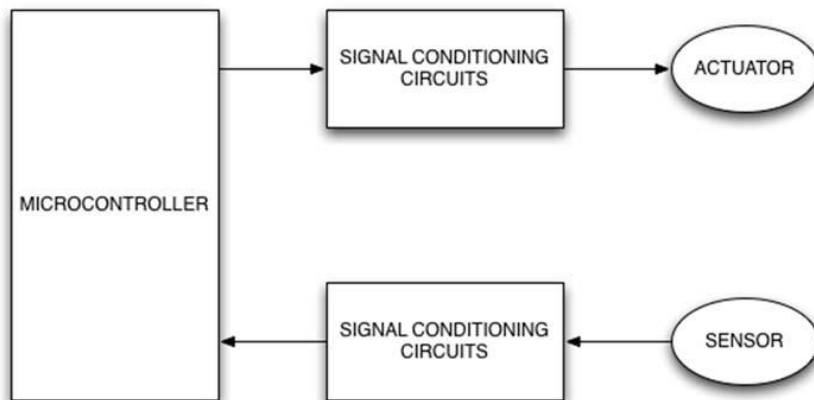 SIGNAL CONDITIONING
CIRCUITS
ACTUATOR
MICROCONTROLLER
SIGNAL CONDITIONING
CIRCUITS
SENSOR